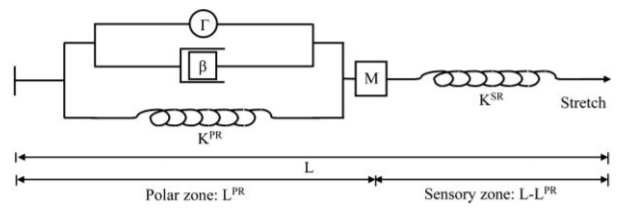 Γ
β
M
K^PR
K^SR
Stretch
L
Polar zone: L^PR
Sensory zone: L-L^PR